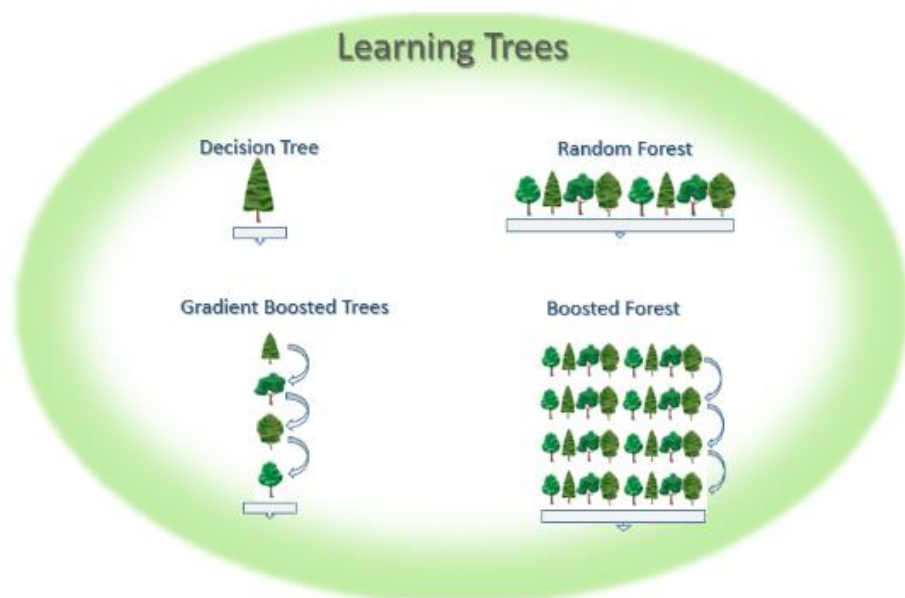 Learning Trees
Decision Tree
Random Forest
Gradient Boosted Trees
Boosted Forest